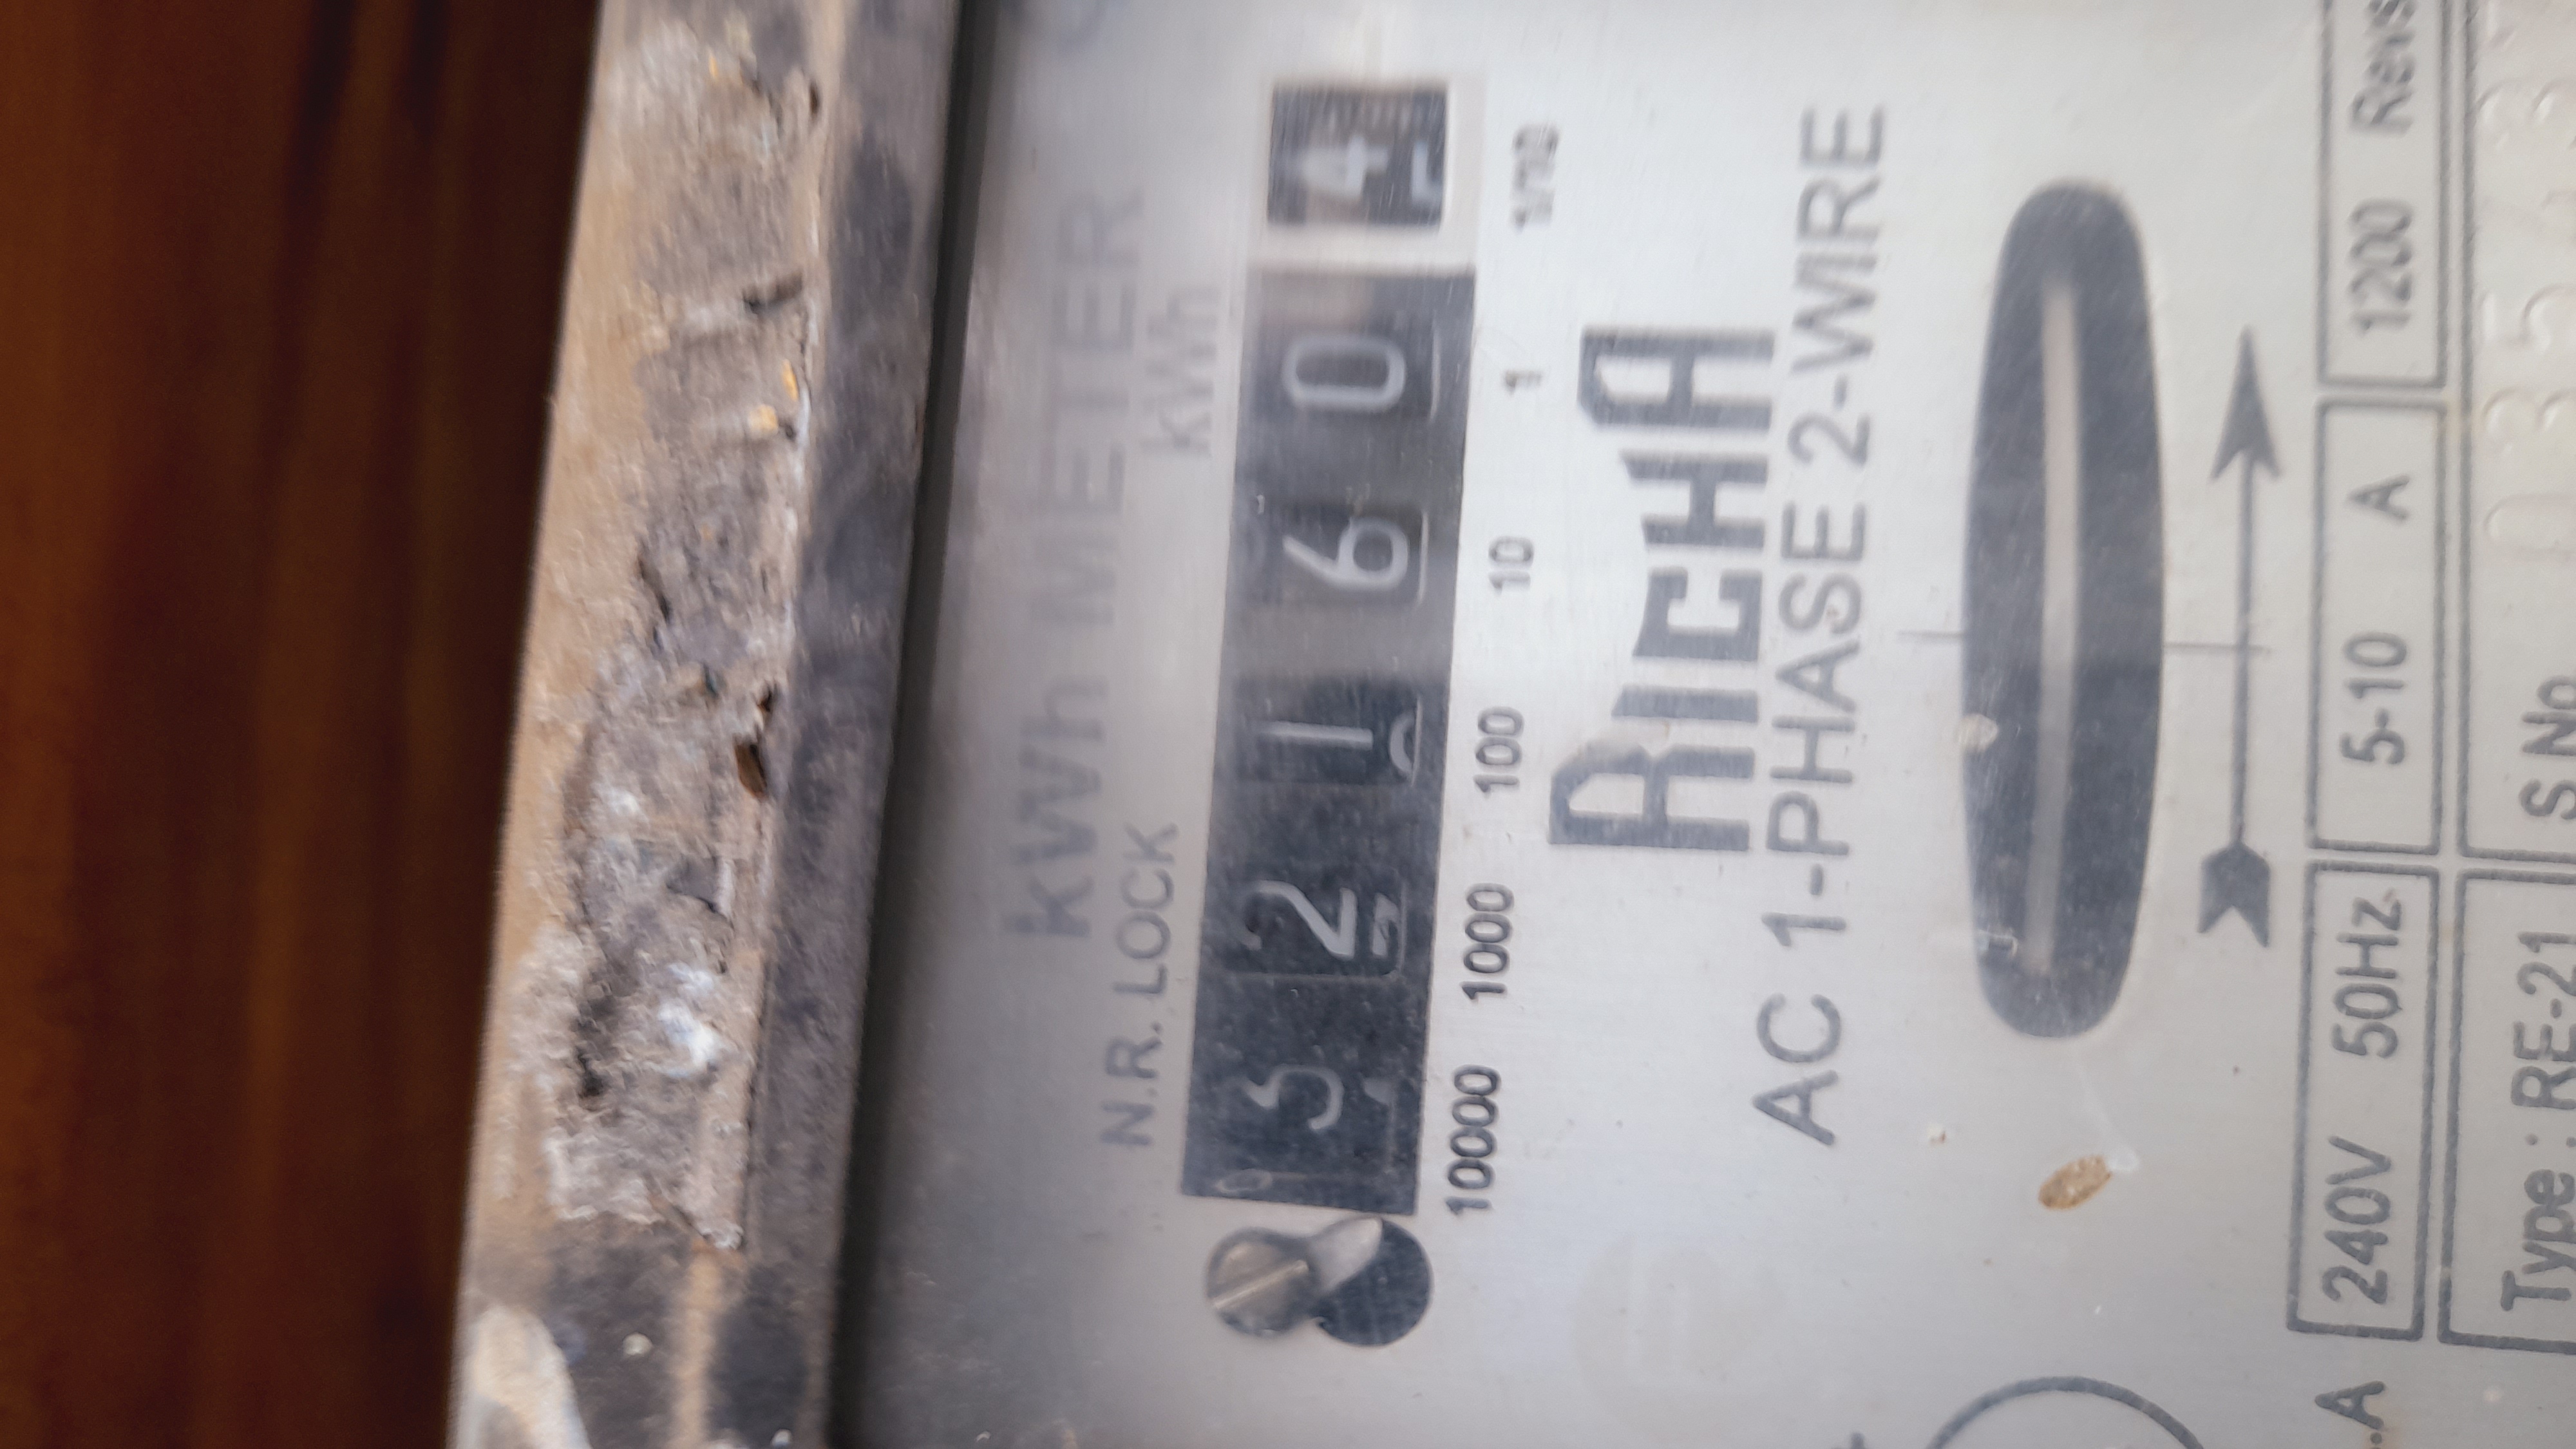 kWh METER
kWh
N.R. LOCK
3 2 1 6 0 4
10000 1000 100 10 1 1/10
RICHA
AC 1-PHASE 2-WIRE
240V 50Hz 5-10 A 1200 Revs
Type : RE-21 S No